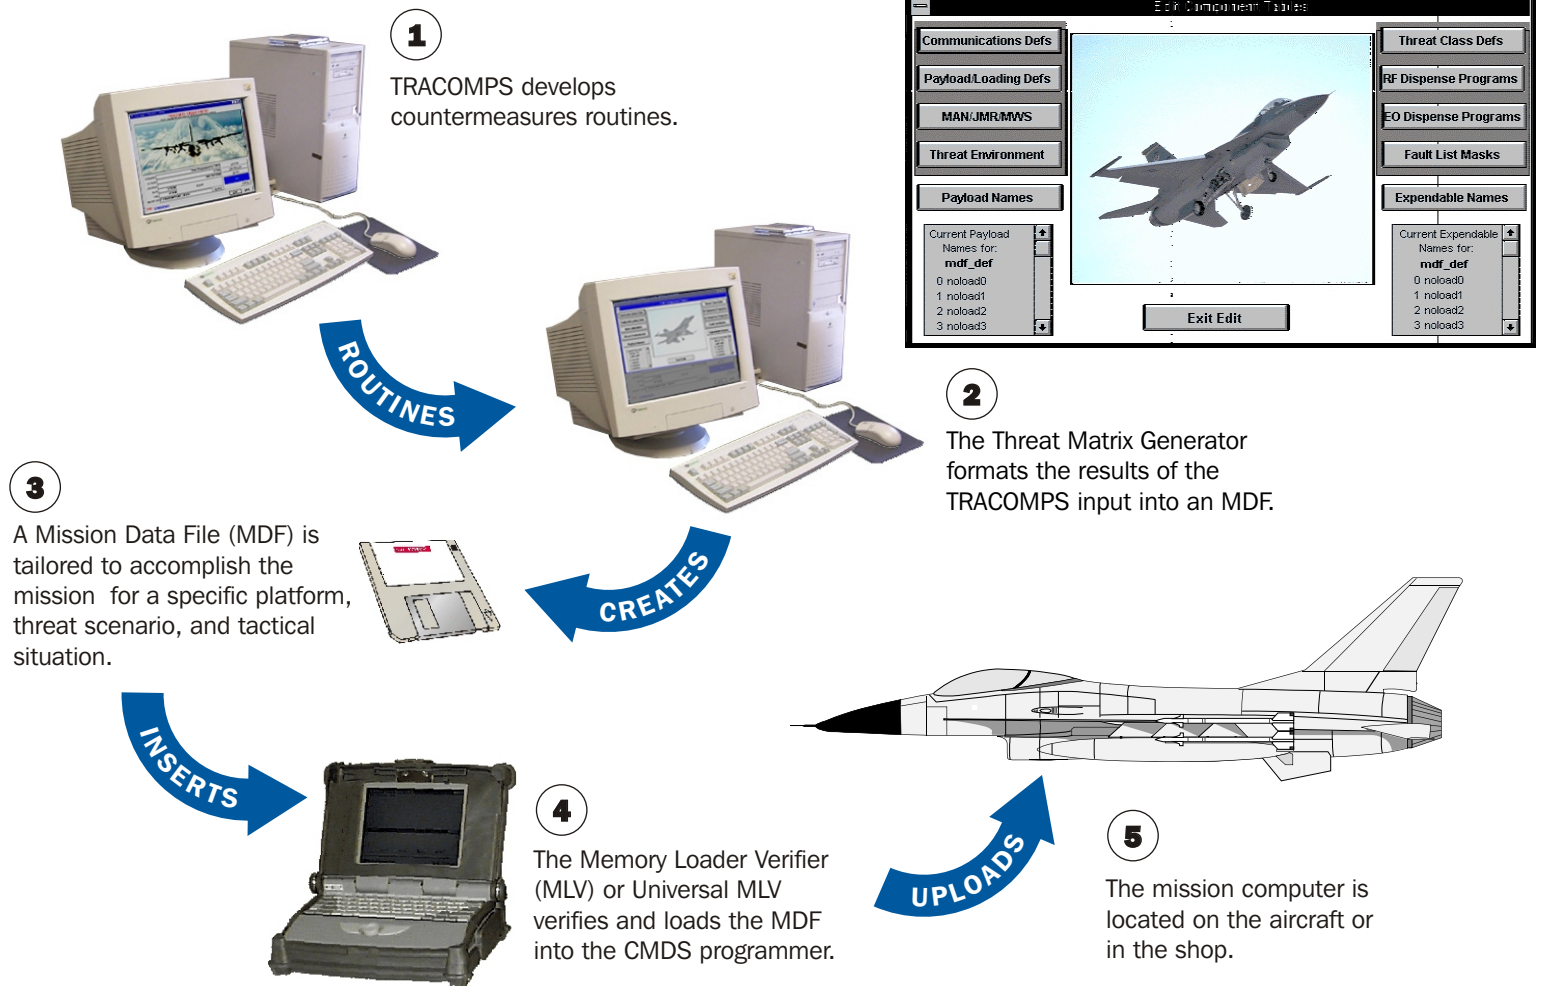 1
TRACOMPS develops
countermeasures routines.
Edit Component Tables
Communications Defs
Payload/Loading Defs
MAN/JMR/MWS
Threat Environment
Payload Names
Current Payload
Names for:
mdf_def
0 noload0
1 noload1
2 noload2
3 noload3
Exit Edit
Threat Class Defs
RF Dispense Programs
EO Dispense Programs
Fault List Masks
Expendable Names
Current Expendable
Names for:
mdf_def
0 noload0
1 noload1
2 noload2
3 noload3
ROUTINES
2
The Threat Matrix Generator
formats the results of the
TRACOMPS input into an MDF.
CREATES
3
A Mission Data File (MDF) is
tailored to accomplish the
mission for a specific platform,
threat scenario, and tactical
situation.
INSERTS
4
The Memory Loader Verifier
(MLV) or Universal MLV
verifies and loads the MDF
into the CMDS programmer.
UPLOADS
5
The mission computer is
located on the aircraft or
in the shop.